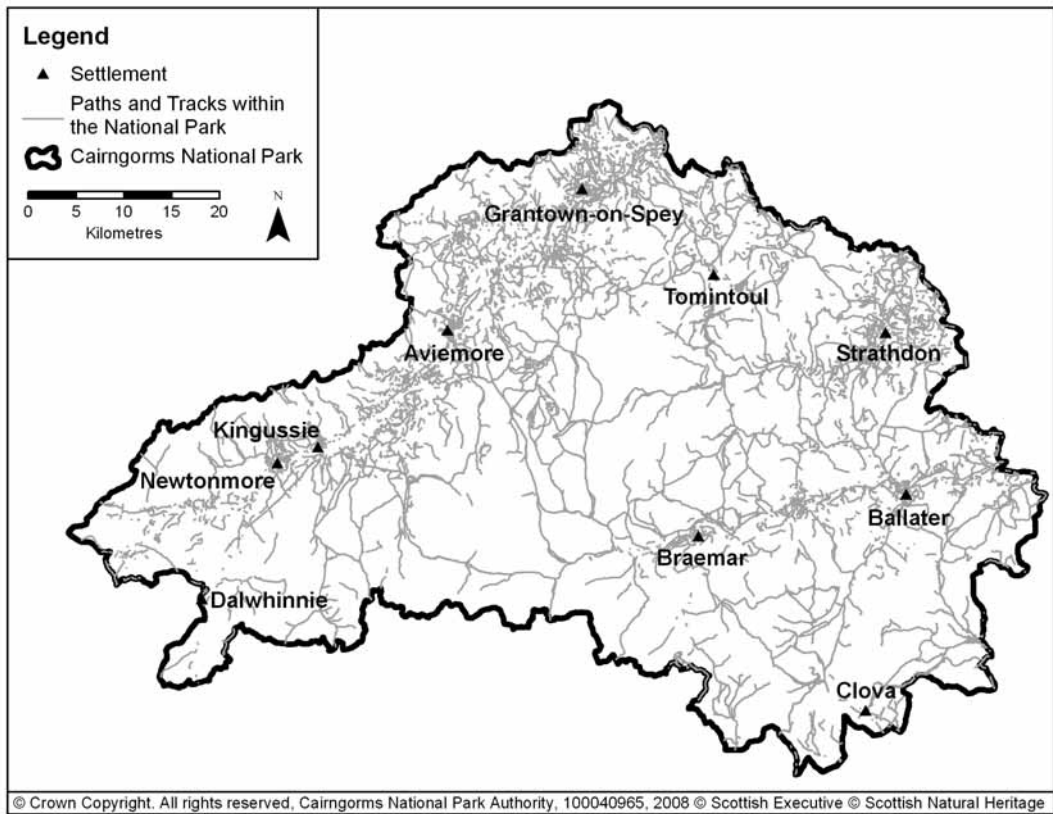 Legend
Settlement
Paths and Tracks within
the National Park
Cairngorms National Park
0 5 10 15 20
Kilometres
N
Grantown-on-Spey
Tomintoul
Aviemore
Strathdon
Kingussie
Newtonmore
Ballater
Braemar
Dalwhinnie
Clova
© Crown Copyright. All rights reserved, Cairngorms National Park Authority, 100040965, 2008 © Scottish Executive © Scottish Natural Heritage